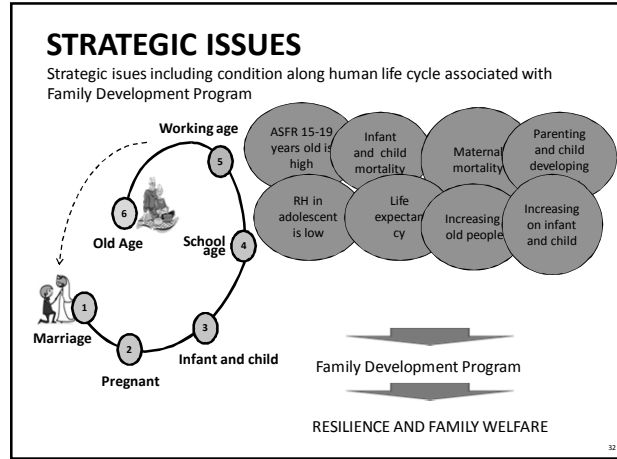 STRATEGIC ISSUES
Strategic isues including condition along human life cycle associated with
Family Development Program
Working age
5
6
Old Age
School
age
4
1
Marriage
2
Pregnant
3
Infant and child
ASFR 15-19
years old is
high
Infant
and child
mortality
Maternal
mortality
Parenting
and child
developing
RH in
adolescent
is low
Life
expectan
cy
Increasing
old people
Increasing
on infant
and child
Family Development Program
RESILIENCE AND FAMILY WELFARE
32